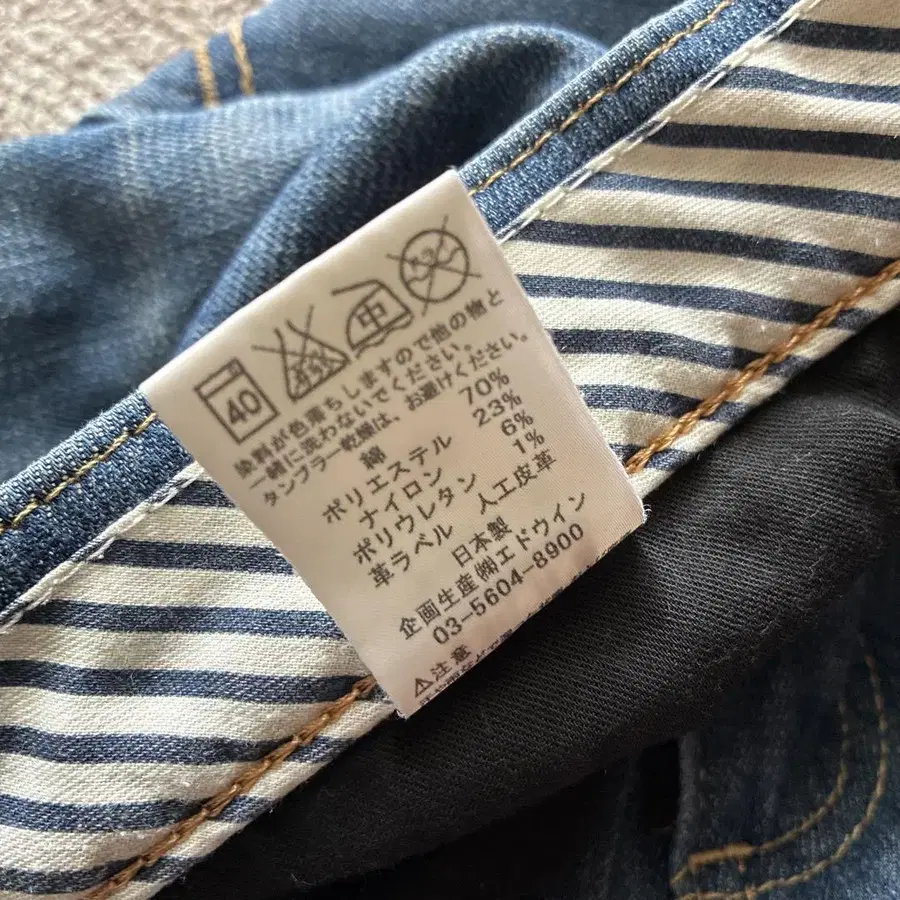 40 中 ドライ
染料が色落ちしますので他の物と
一緒に洗わないでください。
タンブラー乾燥は、お避けください。
綿 70%
ポリエステル 23%
ナイロン 6%
ポリウレタン 1%
革ラベル 人工皮革
日本製
企画生産㈱エドウイン
03-5604-8900
⚠注意